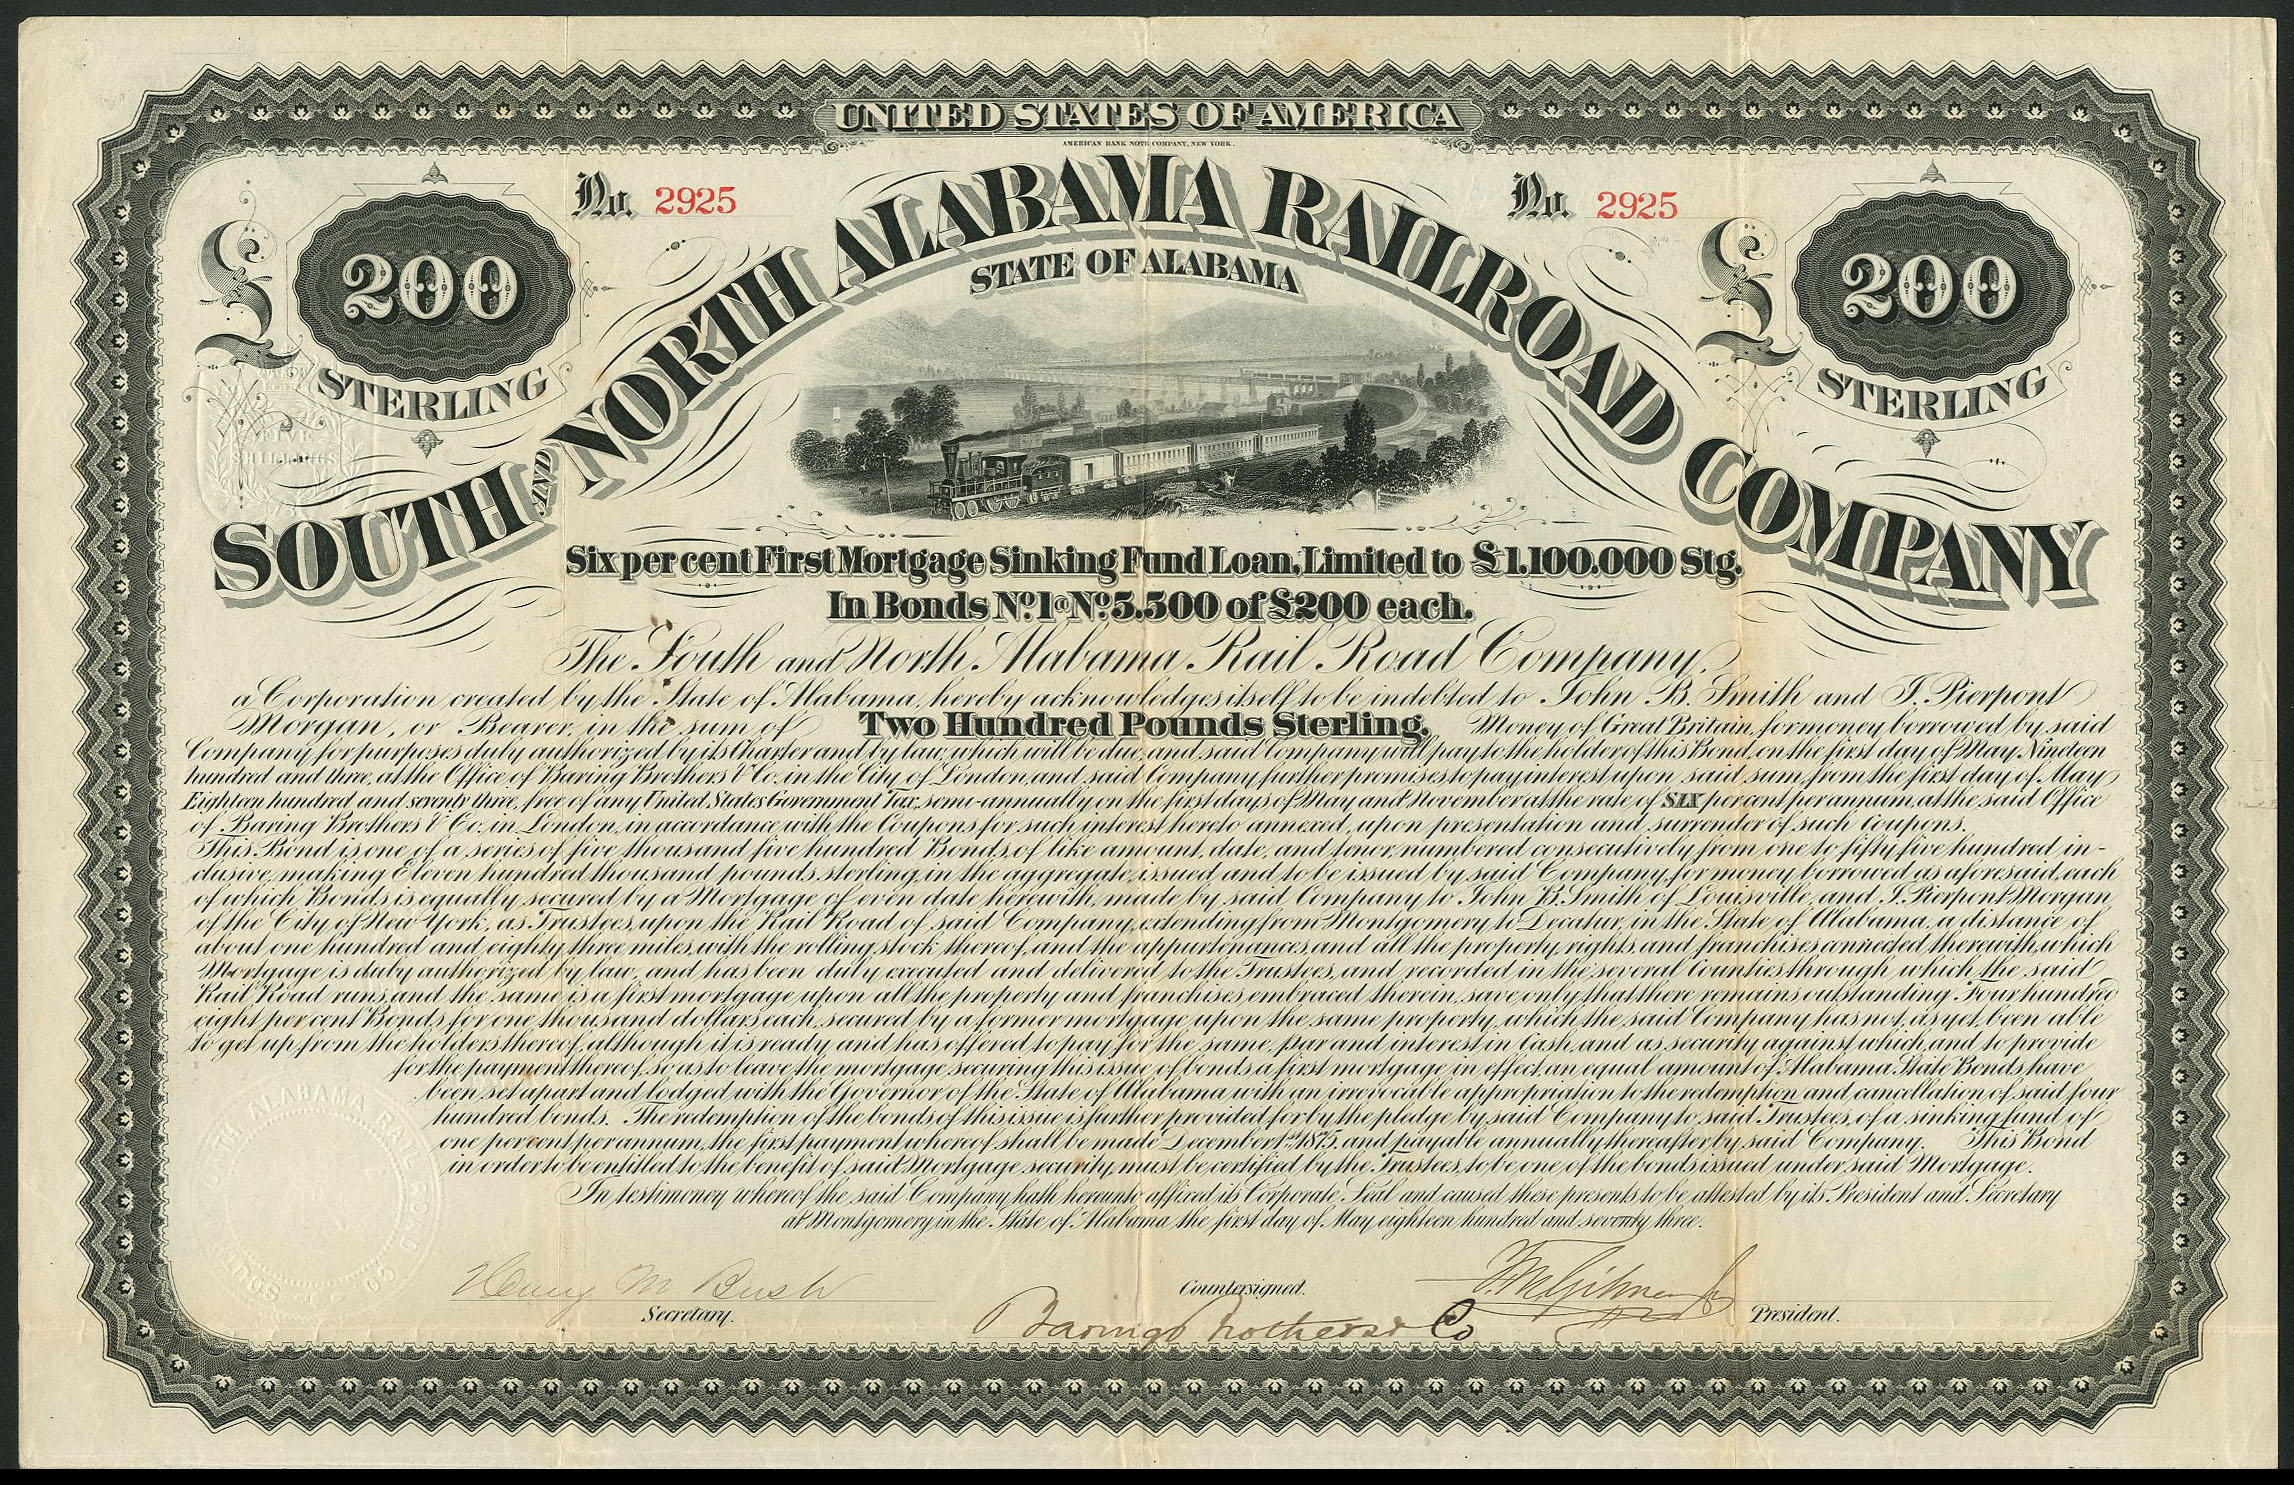 UNITED STATES OF AMERICA
AMERICAN BANK NOTE COMPANY, NEW YORK.
No. 2925
No. 2925
£ 200 STERLING
£ 200 STERLING
SOUTH AND NORTH ALABAMA RAILROAD COMPANY
STATE OF ALABAMA
FIVE
SHILLINGS
Six per cent First Mortgage Sinking Fund Loan, Limited to £1.100.000 Stg.
In Bonds No. 1 @ No. 5.500 of £200 each.
The South and North Alabama Rail Road Company,
a Corporation created by the State of Alabama, hereby acknowledges itself to be indebted to John B. Smith and J. Pierpont
Morgan, or Bearer, in the sum of Two Hundred Pounds Sterling. Money of Great Britain, for money borrowed by said
Company for purposes duly authorized by its Charter and by law, which will be due, and said Company will pay to the holder of this Bond, on the first day of May Nineteen
hundred and three, at the Office of Baring Brothers & Co. in the City of London, and said Company further promises to pay interest upon said sum, from the first day of May
Eighteen hundred and seventy three, free of any United States Government Tax, semi-annually on the first days of May and November at the rate of SIX per cent per annum, at the said Office
of Baring Brothers & Co. in London, in accordance with the Coupons for such interest hereto annexed, upon presentation and surrender of such Coupons.
This Bond is one of a series of five thousand five hundred Bonds, of like amount, date, and tenor, numbered consecutively from one to fifty five hundred in-
clusive, making Eleven hundred thousand pounds sterling, in the aggregate, issued and to be issued by said Company, for money borrowed as aforesaid, each
of which Bonds is equally secured by a Mortgage of even date herewith, made by said Company to John B. Smith of Louisville, and J. Pierpont Morgan,
of the City of New York, as Trustees, upon the Rail Road of said Company, extending from Montgomery to Decatur, in the State of Alabama, a distance of
about one hundred and eighty three miles, with the rolling stock thereof, and the appurtenances, and all the property, rights, and franchises connected therewith, which
Mortgage is duly authorized by law, and has been duly executed and delivered to the Trustees, and recorded in the several Counties through which the said
Rail Road runs, and the same is a first mortgage upon all the property and franchises embraced therein, save only that there remains outstanding Four hundred
eight per cent Bonds for one thousand dollars each, secured by a former mortgage upon the same property, which the said Company has not, as yet, been able
to get up from the holders thereof, although it is ready and has offered to pay for the same, par and interest in Cash, and as security against which, and to provide
for the payment thereof, so as to leave the mortgage securing this issue of bonds a first mortgage in effect, an equal amount of Alabama State Bonds have
been set apart and lodged with the Governor of the State of Alabama with an irrevocable appropriation to the redemption and cancellation of said four
hundred bonds. The redemption of the bonds of this issue is further provided for by the pledge by said Company to said Trustees, of a sinking fund of
one per cent per annum, the first payment whereof shall be made December 1st, 1875, and payable annually thereafter by said Company. This Bond
in order to be entitled to the benefit of said Mortgage security, must be certified by the Trustees, to be one of the bonds issued under said Mortgage.
In testimoney whereof the said Company hath hereunto affixed its Corporate Seal and caused these presents to be attested by its President and Secretary
at Montgomery in the State of Alabama the first day of May eighteen hundred and seventy three.
SOUTH ALABAMA RAIL ROAD CO
Henry M Bush
Secretary.
Countersigned.
Baring Brothers & Co
President.